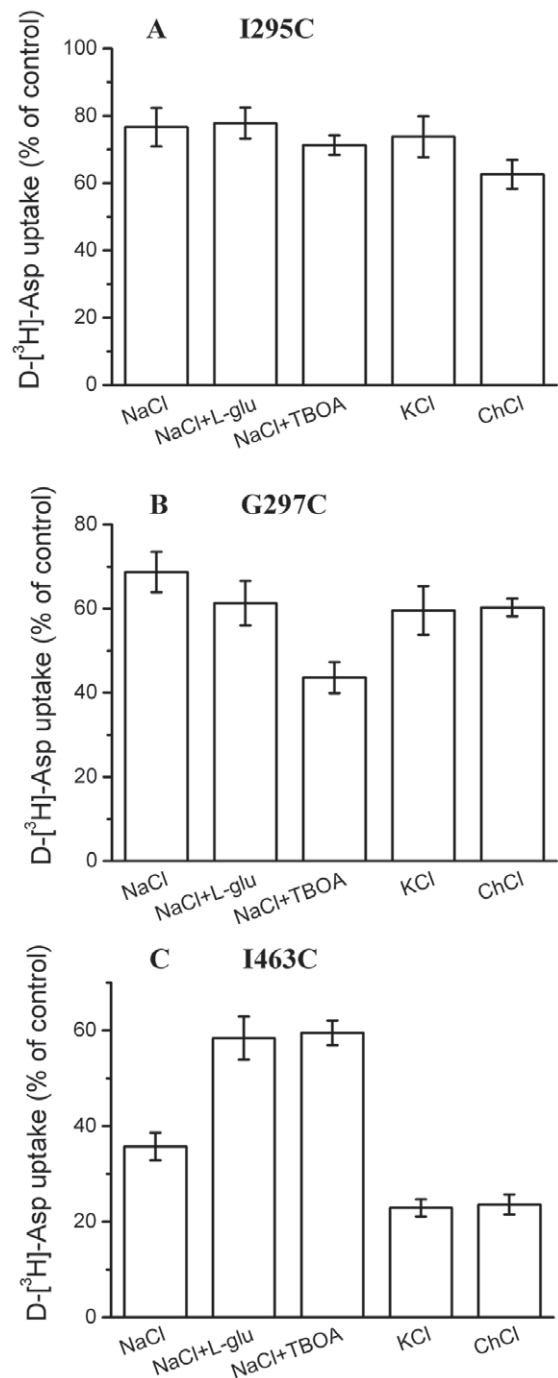 A I295C
D-[³H]-Asp uptake (% of control)
100
80
60
40
20
0
NaCl
NaCl+L-glu
NaCl+TBOA
KCl
ChCl
B G297C
D-[³H]-Asp uptake (% of control)
80
60
40
20
0
NaCl
NaCl+L-glu
NaCl+TBOA
KCl
ChCl
C I463C
D-[³H]-Asp uptake (% of control)
60
40
20
0
NaCl
NaCl+L-glu
NaCl+TBOA
KCl
ChCl